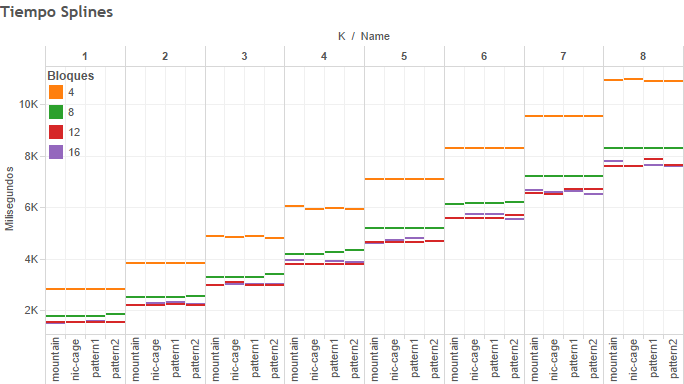 Tiempo Splines
K / Name
1 2 3 4 5 6 7 8
Bloques
4
8
12
16
Milisegundos
10K
8K
6K
4K
2K
mountain nic-cage pattern1 pattern2 mountain nic-cage pattern1 pattern2 mountain nic-cage pattern1 pattern2 mountain nic-cage pattern1 pattern2 mountain nic-cage pattern1 pattern2 mountain nic-cage pattern1 pattern2 mountain nic-cage pattern1 pattern2 mountain nic-cage pattern1 pattern2